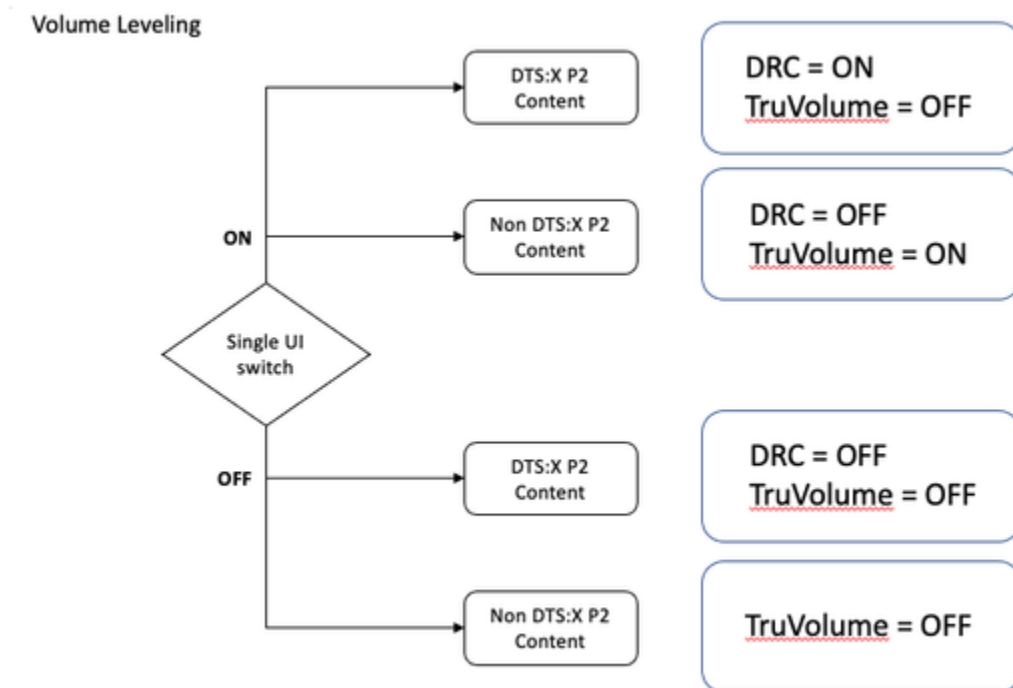 Volume Leveling
DTS:X P2
Content
DRC = ON
TruVolume = OFF
ON
Non DTS:X P2
Content
DRC = OFF
TruVolume = ON
Single UI
switch
OFF
DTS:X P2
Content
DRC = OFF
TruVolume = OFF
Non DTS:X P2
Content
TruVolume = OFF